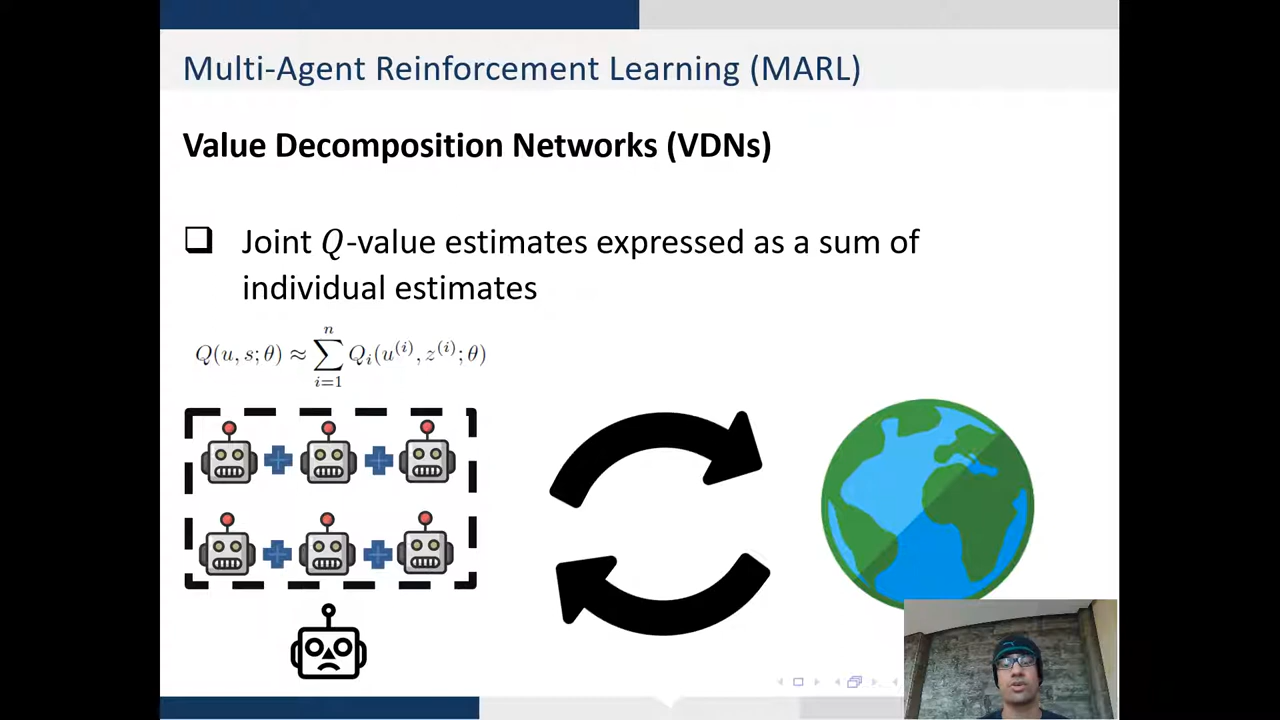 Multi-Agent Reinforcement Learning (MARL)
Value Decomposition Networks (VDNs)
Joint Q-value estimates expressed as a sum of
individual estimates
Q(u, s; θ) ≈ ∑_{i=1}^{n} Q_i(u^{(i)}, z^{(i)}; θ)